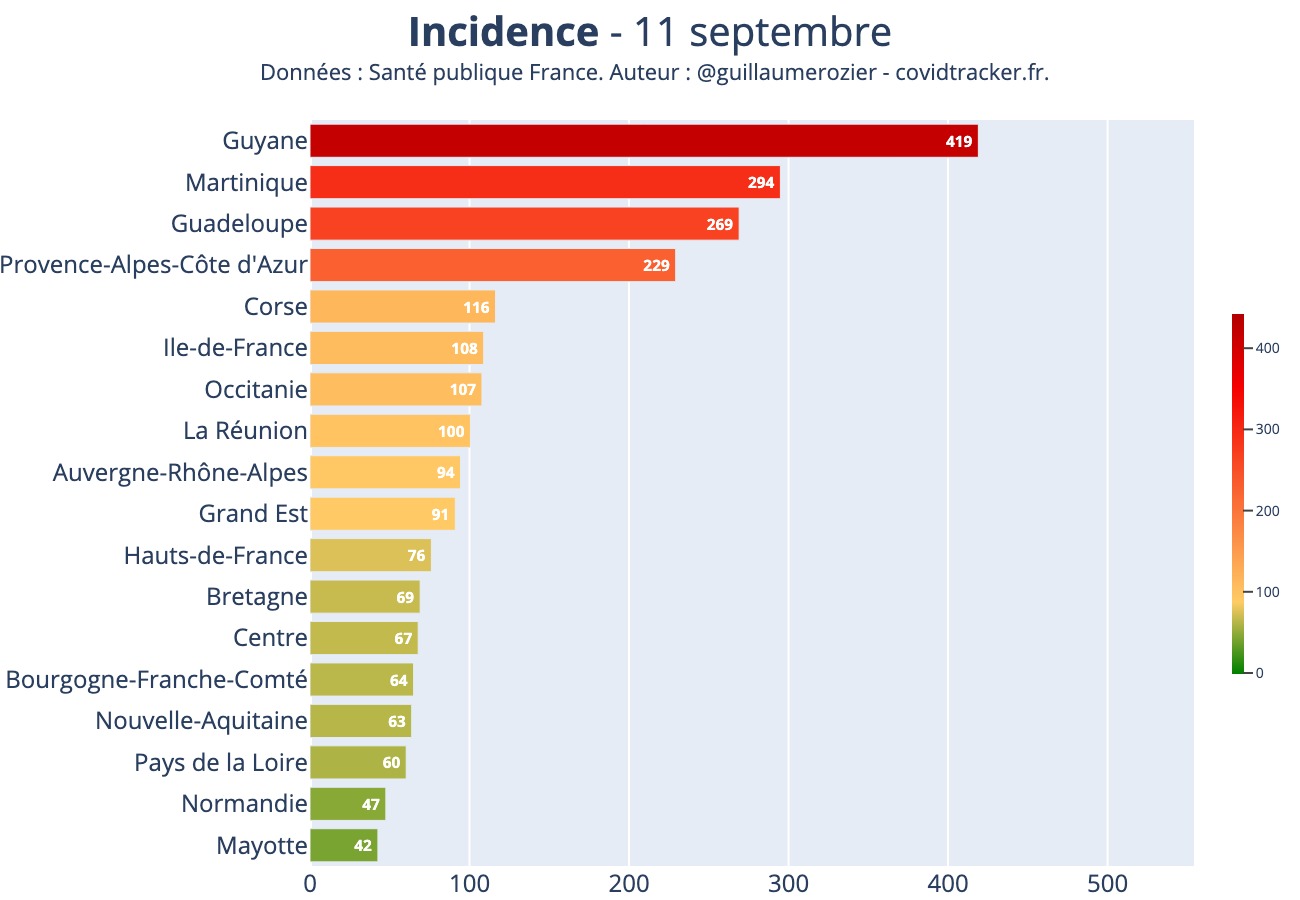 Incidence - 11 septembre
Données : Santé publique France. Auteur : @guillaumerozier - covidtracker.fr.
Guyane 419
Martinique 294
Guadeloupe 269
Provence-Alpes-Côte d'Azur 229
Corse 116
Ile-de-France 108
Occitanie 107
La Réunion 100
Auvergne-Rhône-Alpes 94
Grand Est 91
Hauts-de-France 76
Bretagne 69
Centre 67
Bourgogne-Franche-Comté 64
Nouvelle-Aquitaine 63
Pays de la Loire 60
Normandie 47
Mayotte 42
0 100 200 300 400 500
400
300
200
100
0